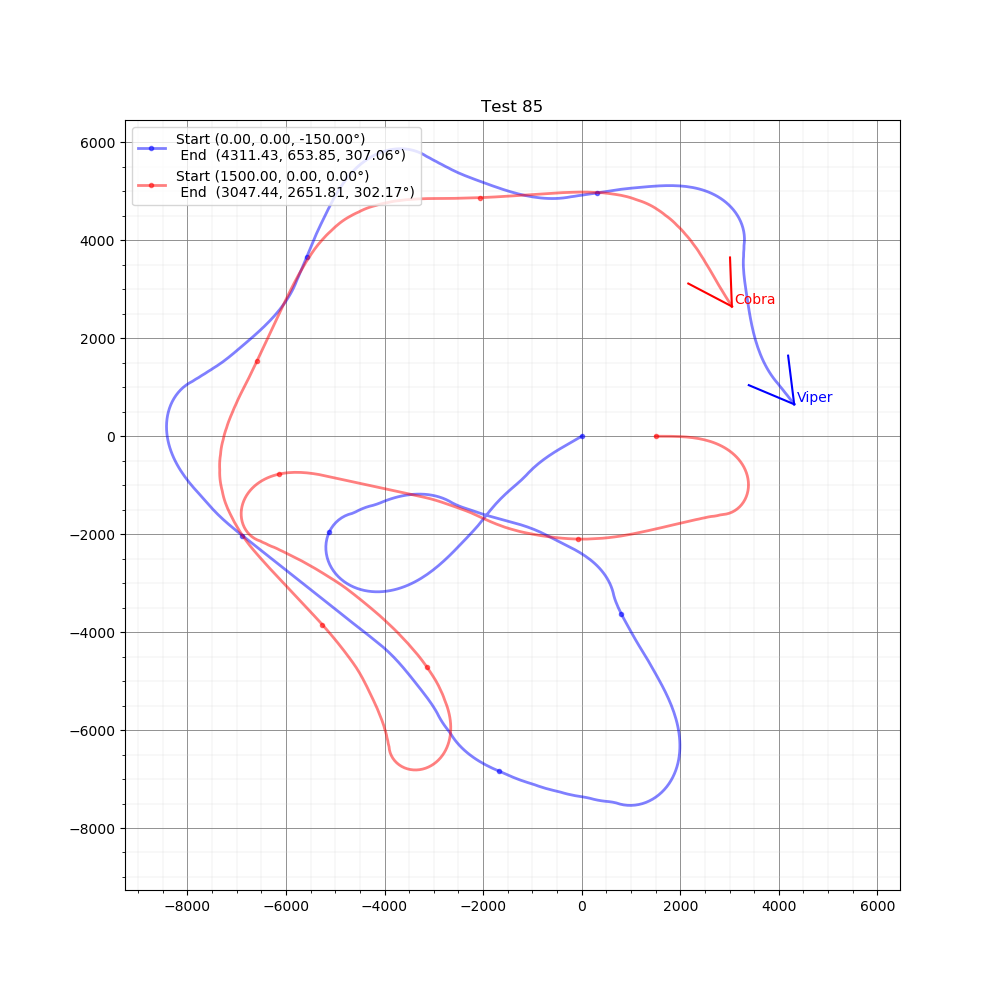 Test 85
Start (0.00, 0.00, -150.00°)
End (4311.43, 653.85, 307.06°)
Start (1500.00, 0.00, 0.00°)
End (3047.44, 2651.81, 302.17°)
6000
4000
2000
0
−2000
−4000
−6000
−8000
Cobra
Viper
−8000 −6000 −4000 −2000 0 2000 4000 6000